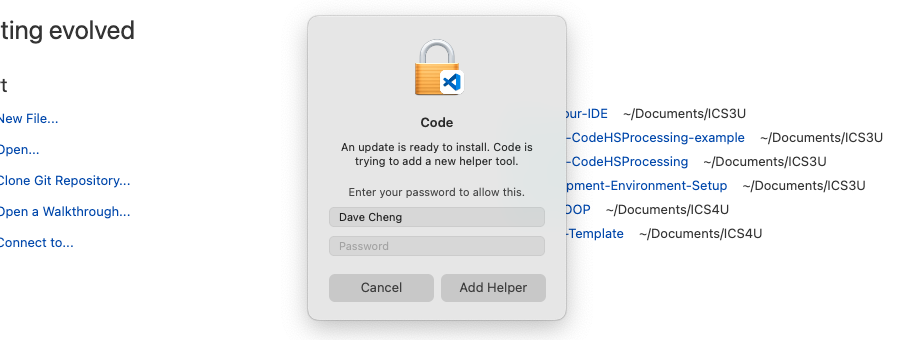 ting evolved
rt
New File...
Open...
Clone Git Repository...
Open a Walkthrough...
Connect to...
Code
An update is ready to install. Code is
trying to add a new helper tool.
Enter your password to allow this.
Dave Cheng
Password
Cancel
Add Helper
our-IDE ~/Documents/ICS3U
-CodeHSProcessing-example ~/Documents/ICS3U
-CodeHSProcessing ~/Documents/ICS3U
pment-Environment-Setup ~/Documents/ICS3U
OOP ~/Documents/ICS4U
-Template ~/Documents/ICS4U